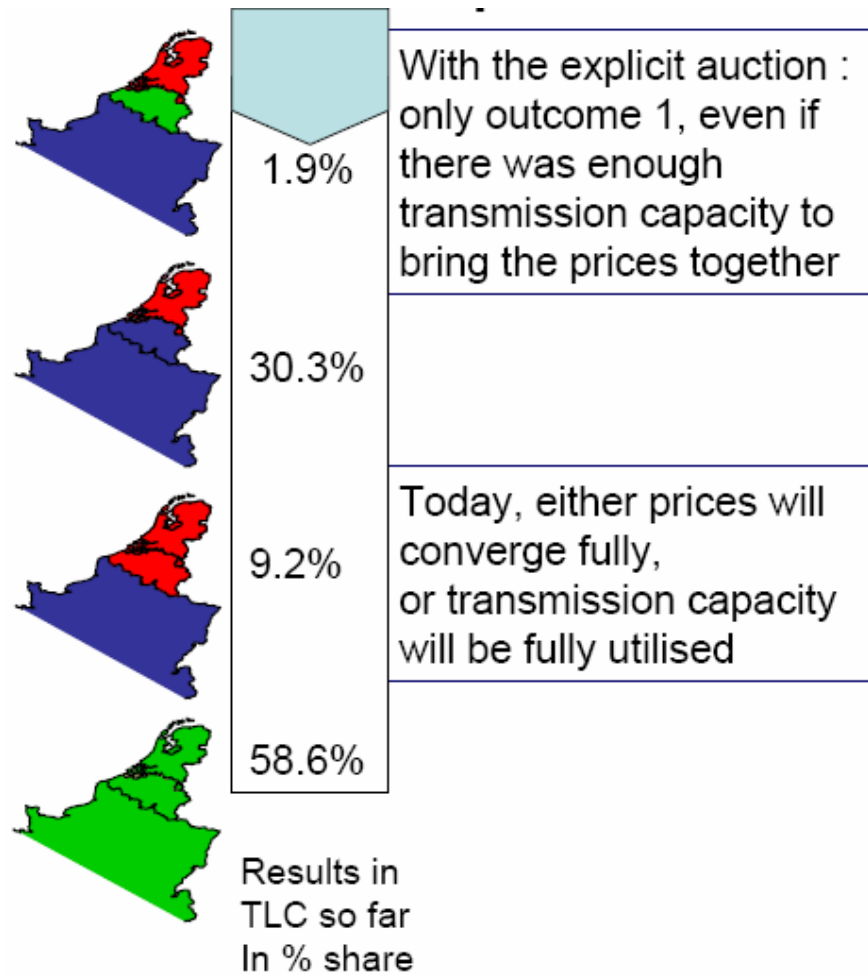 With the explicit auction :
only outcome 1, even if
there was enough
transmission capacity to
bring the prices together
1.9%
30.3%
Today, either prices will
converge fully,
or transmission capacity
will be fully utilised
9.2%
58.6%
Results in
TLC so far
In % share